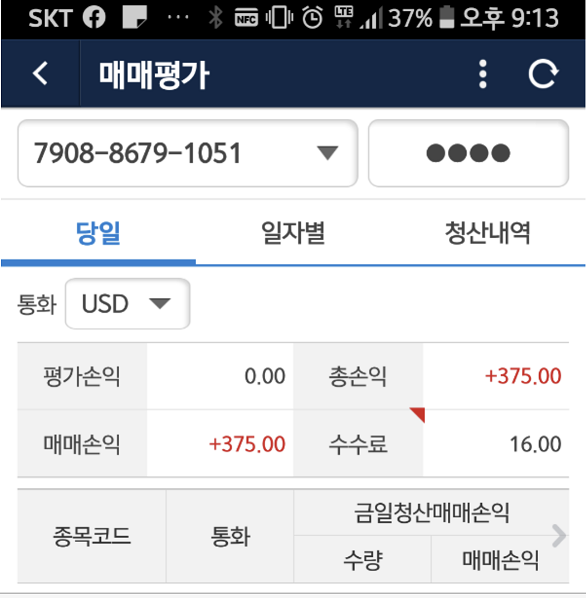 SKT ··· NFC LTE 37% 오후 9:13
매매평가
7908-8679-1051 ●●●●
당일 일자별 청산내역
통화 USD
평가손익 0.00 총손익 +375.00
매매손익 +375.00 수수료 16.00
종목코드 통화 금일청산매매손익
수량 매매손익